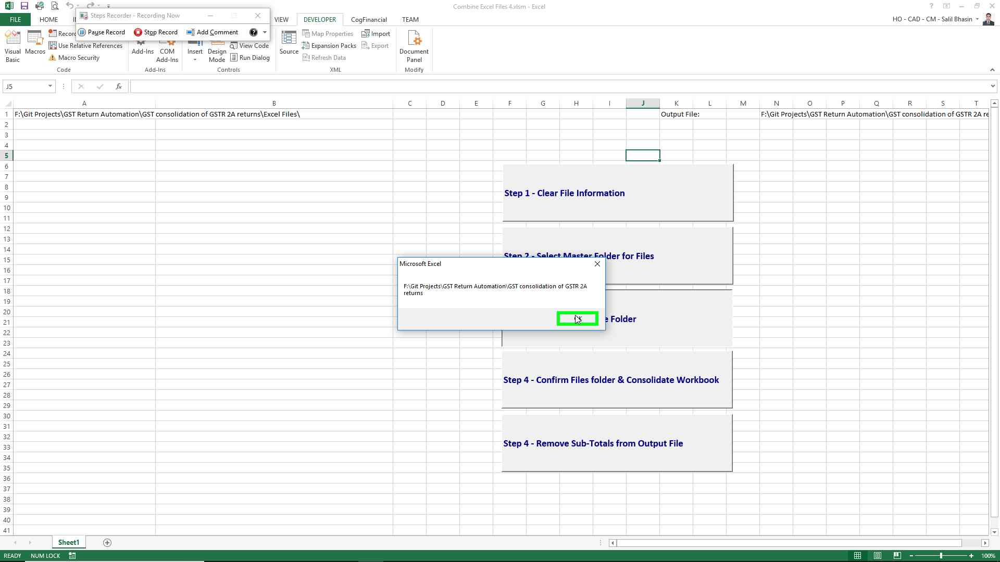 Combine Excel Files 4.xlsm - Excel
Steps Recorder - Recording Now
FILE HOME VIEW DEVELOPER CogFinancial TEAM
HO - CAD - CM - Salil Bhasin
Pause Record Stop Record Add Comment
Visual Basic
Macros
Use Relative References
Macro Security
Code
Add-Ins
COM Add-Ins
Add-Ins
Insert
Design Mode
View Code
Run Dialog
Controls
Source
Map Properties
Expansion Packs
Refresh Data
Import
Export
XML
Document Panel
Modify
J5
fx
A B C D E F G H I J K L M N O P Q R S T
1 F:\Git Projects\GST Return Automation\GST consolidation of GSTR 2A returns\Excel Files\ Output File: F:\Git Projects\GST Return Automation\GST consolidation of GSTR 2A re
2
3
4
5
6
7
8
9
10
11
12
13
14
15
16
17
18
19
20
21
22
23
24
25
26
27
28
29
30
31
32
33
34
35
36
37
38
39
40
41
Step 1 - Clear File Information
Step 2 - Select Master Folder for Files
Microsoft Excel
F:\Git Projects\GST Return Automation\GST consolidation of GSTR 2A
returns
Folder
Step 4 - Confirm Files folder & Consolidate Workbook
Step 4 - Remove Sub-Totals from Output File
Sheet1
READY NUM LOCK 100%